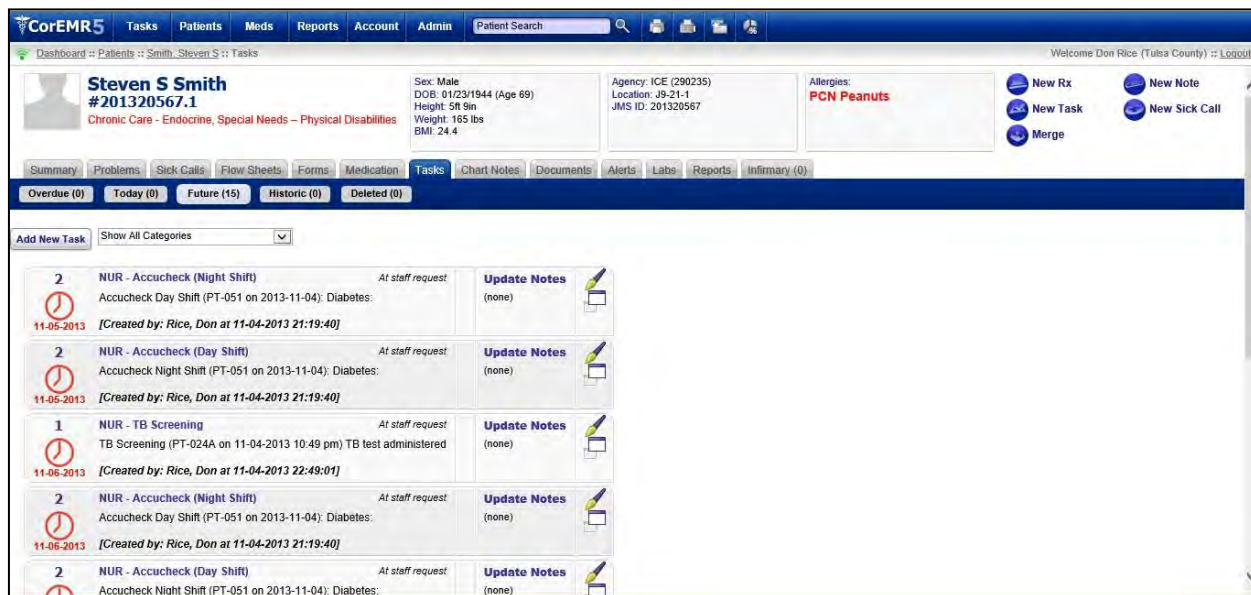 CorEMR5 Tasks Patients Meds Reports Account Admin Patient Search
Dashboard :: Patients :: Smith, Steven S :: Tasks
Welcome Don Rice (Tulsa County) :: Logout
Steven S Smith
#201320567.1
Chronic Care - Endocrine, Special Needs – Physical Disabilities
Sex: Male
DOB: 01/23/1944 (Age 69)
Height: 5ft 9in
Weight: 165 lbs
BMI: 24.4
Agency: ICE (290235)
Location: J9-21-1
JMS ID: 201320567
Allergies:
PCN Peanuts
New Rx New Note
New Task New Sick Call
Merge
Summary Problems Sick Calls Flow Sheets Forms Medication Tasks Chart Notes Documents Alerts Labs Reports Infirmary (0)
Overdue (0) Today (0) Future (15) Historic (0) Deleted (0)
Add New Task Show All Categories
2 NUR - Accucheck (Night Shift) At staff request Update Notes
Accucheck Day Shift (PT-051 on 2013-11-04): Diabetes: (none)
11-05-2013 [Created by: Rice, Don at 11-04-2013 21:19:40]
2 NUR - Accucheck (Day Shift) At staff request Update Notes
Accucheck Night Shift (PT-051 on 2013-11-04): Diabetes: (none)
11-05-2013 [Created by: Rice, Don at 11-04-2013 21:19:40]
1 NUR - TB Screening At staff request Update Notes
TB Screening (PT-024A on 11-04-2013 10:49 pm) TB test administered (none)
11-06-2013 [Created by: Rice, Don at 11-04-2013 22:49:01]
2 NUR - Accucheck (Night Shift) At staff request Update Notes
Accucheck Day Shift (PT-051 on 2013-11-04): Diabetes: (none)
11-06-2013 [Created by: Rice, Don at 11-04-2013 21:19:40]
2 NUR - Accucheck (Day Shift) At staff request Update Notes
Accucheck Night Shift (PT-051 on 2013-11-04): Diabetes: (none)